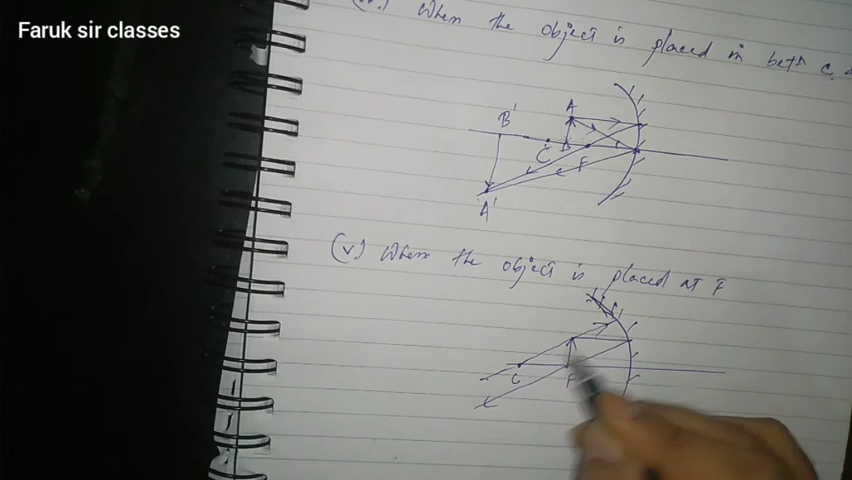 Faruk sir classes
When the object is placed in betn C
A
B'
C
B
F
A'
(v) When the object is placed at F
C
F